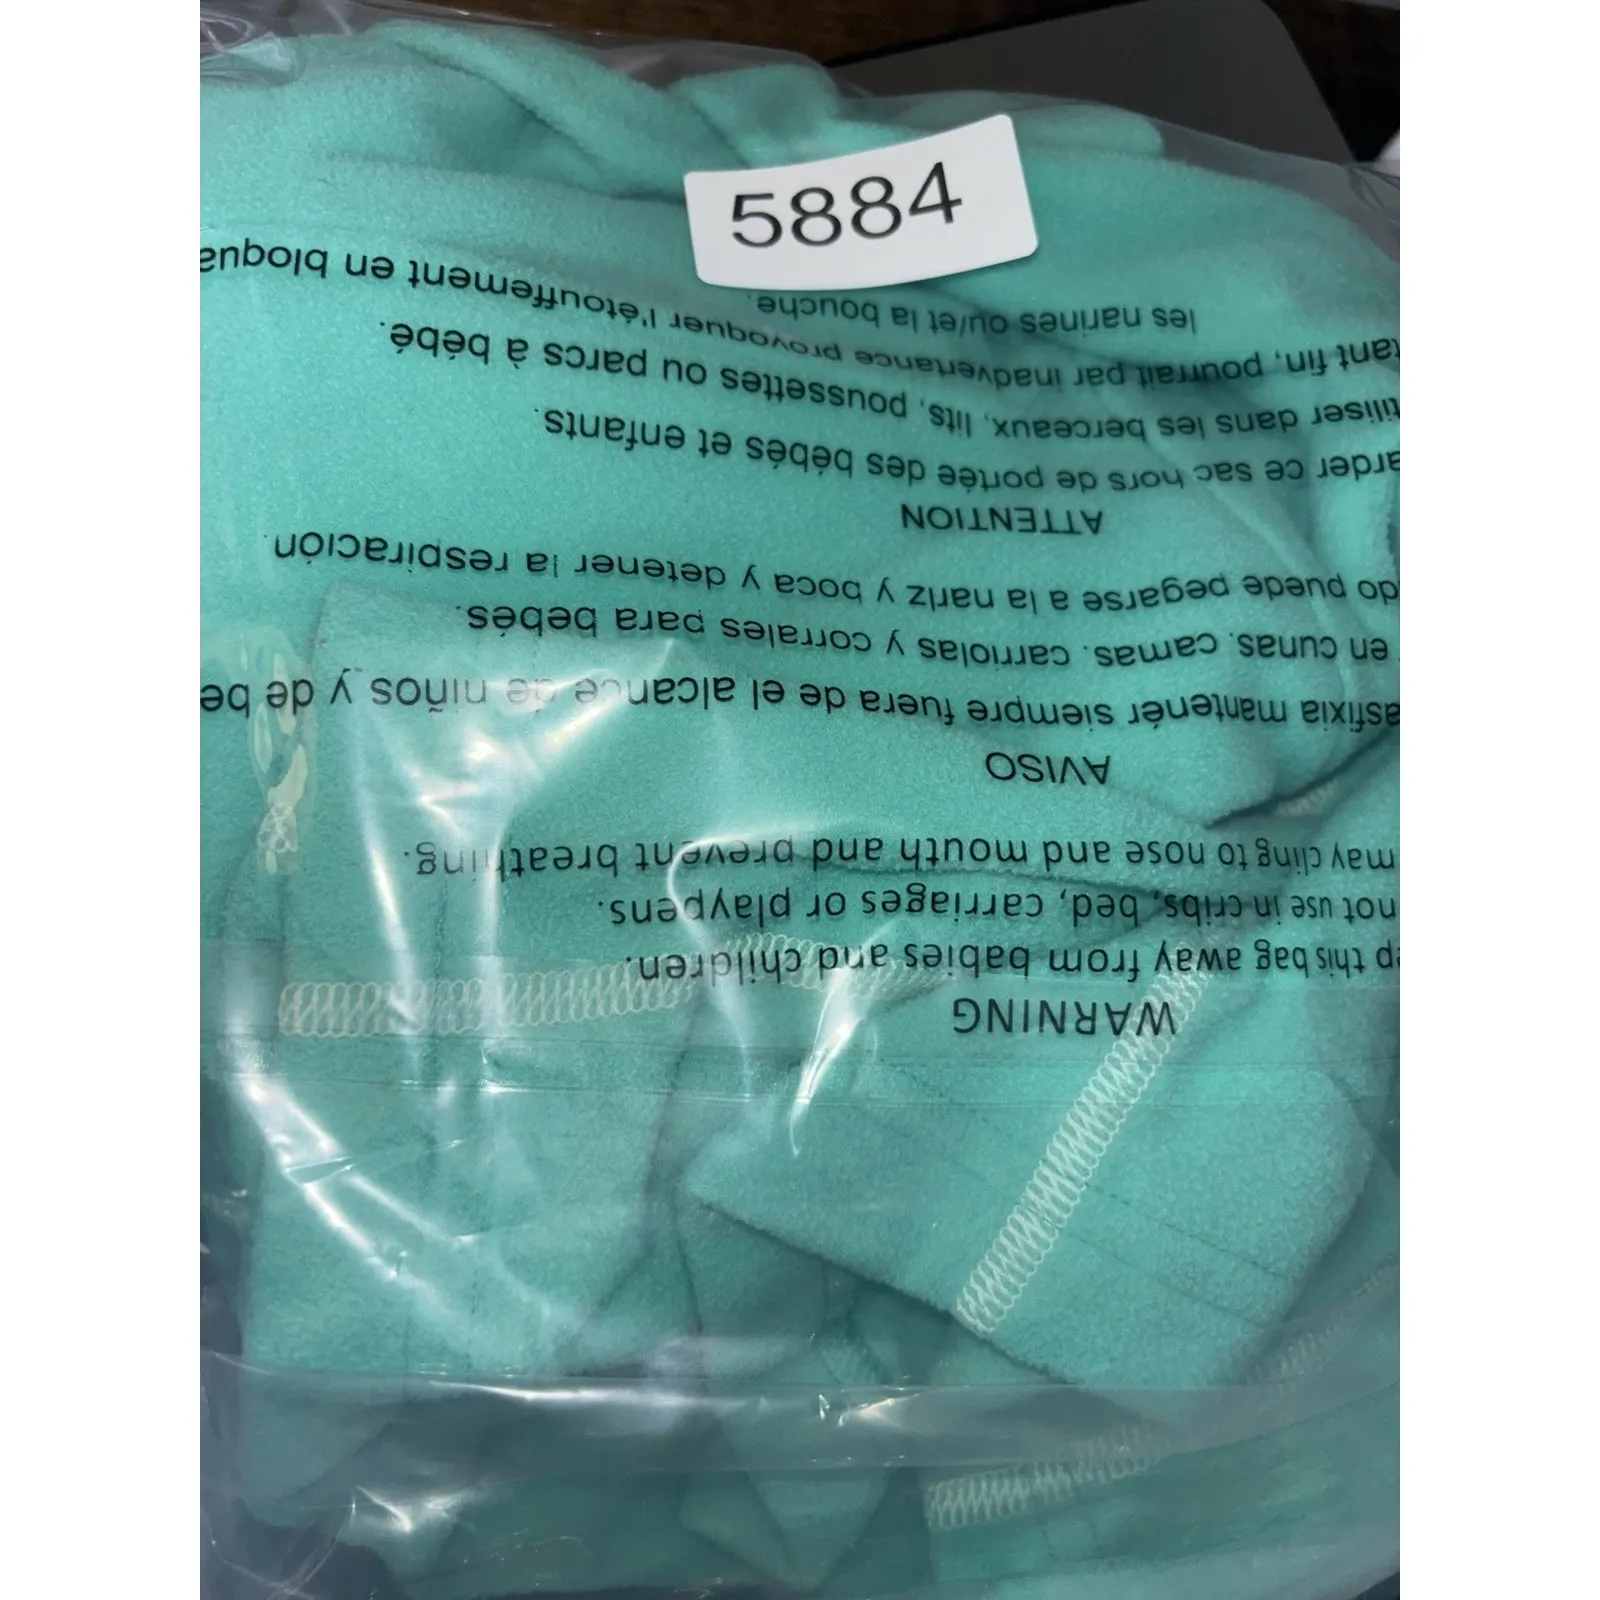 5884
WARNING
ep this bag away from babies and children.
not use in cribs, bed, carriages or playpens.
may cling to nose and mouth and prevent breathing.
AVISO
asfixia mantenér siempre fuera de el alcance de niños y de be
en cunas. camas. carriolas y corrales para bebés.
do puede pegarse a la nariz y boca y detener la respiración.
ATTENTION
arder ce sac hors de portée des bébés et enfants.
tiliser dans les berceaux, lits, poussettes ou parcs à bébé.
tant fin, pourrait par inadvertance provoquer l'étouffement en bloqua
les narines ou/et la bouche.